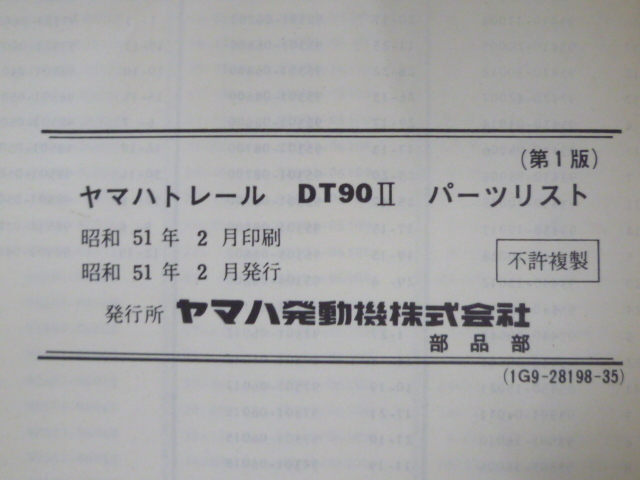 (第1版)
ヤマハトレール DT90Ⅱ パーツリスト
昭和 51 年 2 月印刷
昭和 51 年 2 月発行
不許複製
発行所 ヤマハ発動機株式会社
部品部
(1G9-28198-35)